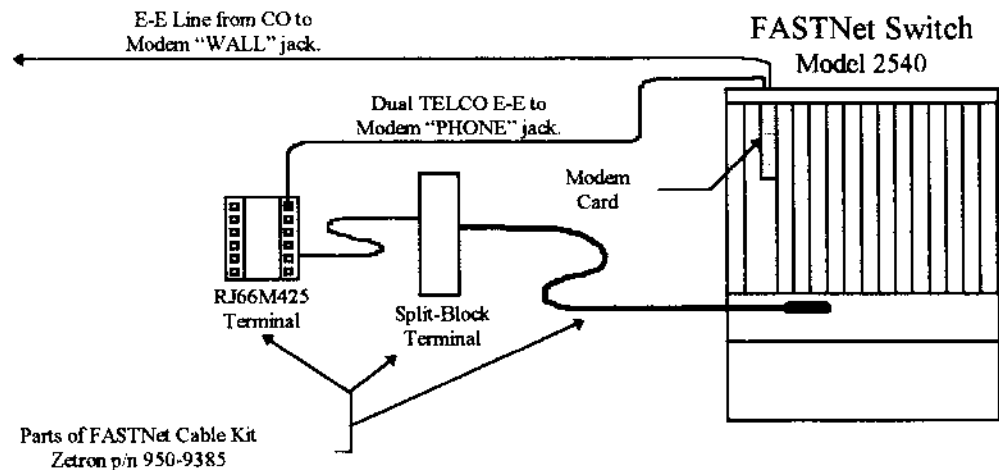 E-E Line from CO to
Modem “WALL” jack.
FASTNet Switch
Model 2540
Dual TELCO E-E to
Modem “PHONE” jack.
Modem
Card
RJ66M425
Terminal
Split-Block
Terminal
Parts of FASTNet Cable Kit
Zetron p/n 950-9385